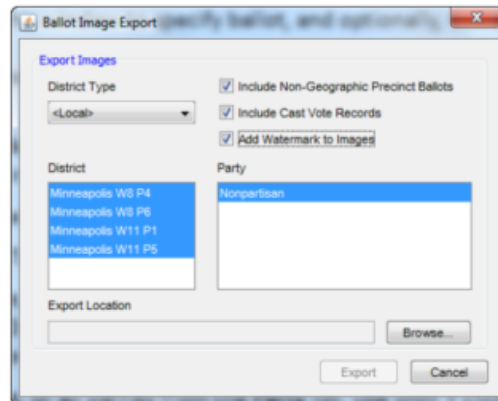 Ballot Image Export
Export Images
District Type
<Local>
Include Non-Geographic Precinct Ballots
Include Cast Vote Records
Add Watermark to Images
District
Minneapolis W8 P4
Minneapolis W8 P6
Minneapolis W11 P1
Minneapolis W11 P5
Party
Nonpartisan
Export Location
Browse...
Export
Cancel